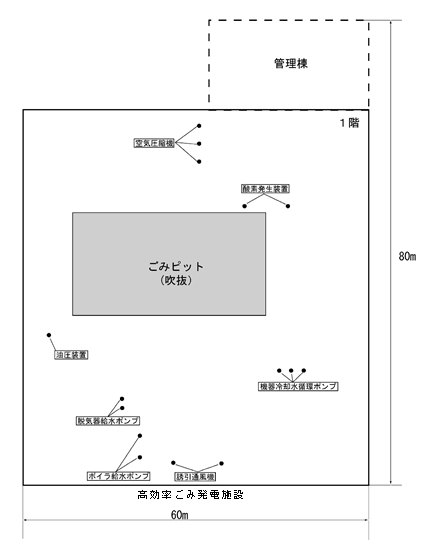 管理棟
１階
空気圧縮機
酸素発生装置
ごみピット
(吹抜)
80m
油圧装置
機器冷却水循環ポンプ
脱気器給水ポンプ
ボイラ給水ポンプ
誘引通風機
高効率ごみ発電施設
60m